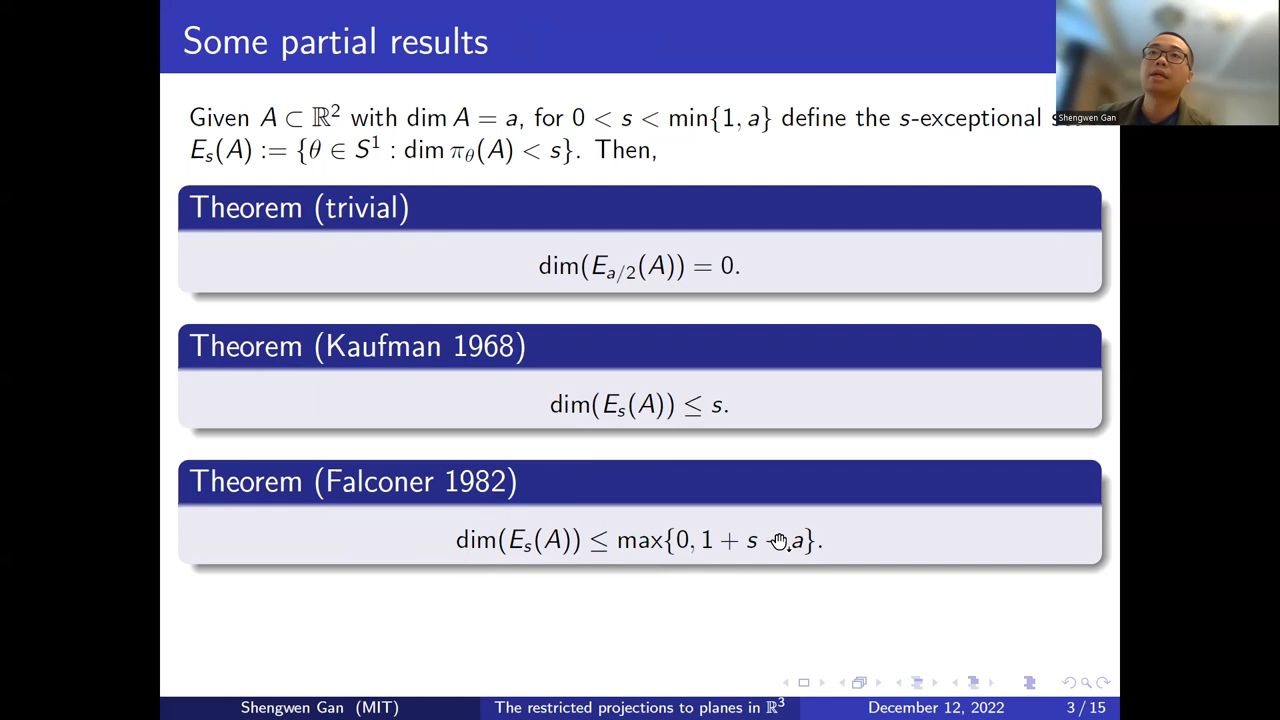 Some partial results
Shengwen Gan
Given A ⊂ ℝ² with dim A = a, for 0 < s < min{1, a} define the s-exceptional
E_s(A) := {θ ∈ S¹ : dim π_θ(A) < s}. Then,
Theorem (trivial)
dim(E_{a/2}(A)) = 0.
Theorem (Kaufman 1968)
dim(E_s(A)) ≤ s.
Theorem (Falconer 1982)
dim(E_s(A)) ≤ max{0, 1 + s - a}.
Shengwen Gan (MIT) The restricted projections to planes in ℝ³ December 12, 2022 3 / 15